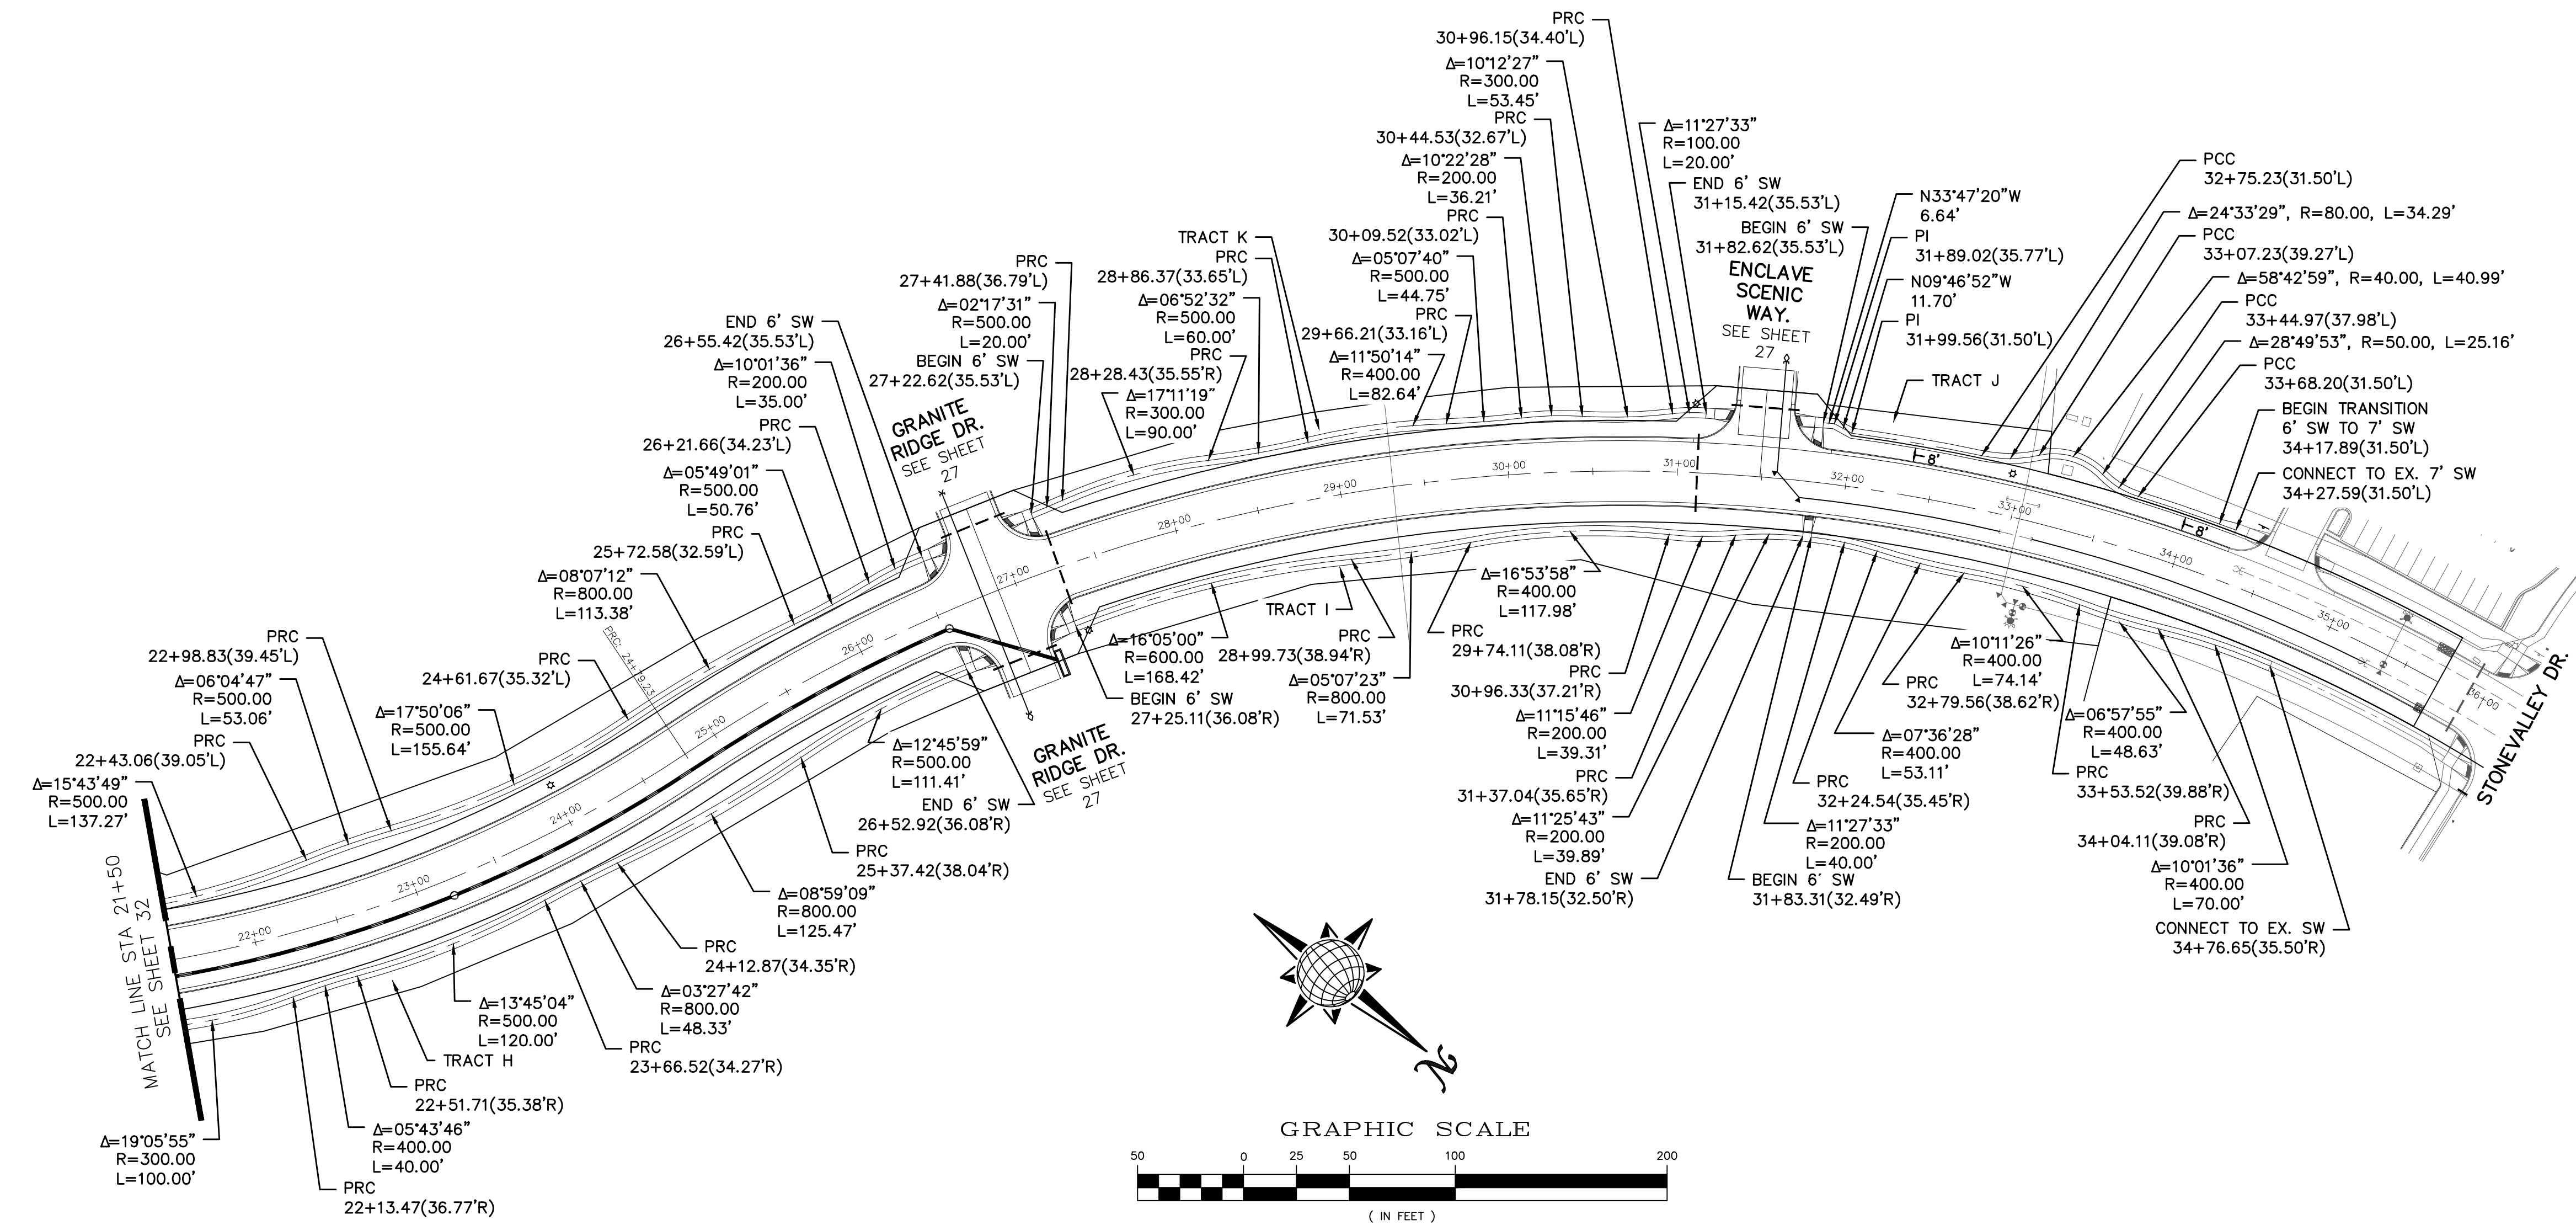 PRC
30+96.15(34.40'L)
Δ=10°12'27"
R=300.00
L=53.45'
PRC
30+44.53(32.67'L)
Δ=10°22'28"
R=200.00
L=36.21'
PRC
30+09.52(33.02'L)
Δ=05°07'40"
R=500.00
L=44.75'
PRC
29+66.21(33.16'L)
Δ=11°50'14"
R=400.00
L=82.64'
Δ=11°27'33"
R=100.00
L=20.00'
END 6' SW
31+15.42(35.53'L)
BEGIN 6' SW
31+82.62(35.53'L)
ENCLAVE
SCENIC
WAY.
SEE SHEET
27
N33°47'20"W
6.64'
PI
31+89.02(35.77'L)
N09°46'52"W
11.70'
PI
31+99.56(31.50'L)
TRACT J
PCC
32+75.23(31.50'L)
Δ=24°33'29", R=80.00, L=34.29'
PCC
33+07.23(39.27'L)
Δ=58°42'59", R=40.00, L=40.99'
PCC
33+44.97(37.98'L)
Δ=28°49'53", R=50.00, L=25.16'
PCC
33+68.20(31.50'L)
BEGIN TRANSITION
6' SW TO 7' SW
34+17.89(31.50'L)
CONNECT TO EX. 7' SW
34+27.59(31.50'L)
TRACT K
PRC
28+86.37(33.65'L)
Δ=06°52'32"
R=500.00
L=60.00'
PRC
28+28.43(35.55'R)
Δ=17°11'19"
R=300.00
L=90.00'
PRC
27+41.88(36.79'L)
Δ=02°17'31"
R=500.00
L=20.00'
BEGIN 6' SW
27+22.62(35.53'L)
GRANITE
RIDGE DR.
SEE SHEET
27
END 6' SW
26+55.42(35.53'L)
Δ=10°01'36"
R=200.00
L=35.00'
PRC
26+21.66(34.23'L)
Δ=05°49'01"
R=500.00
L=50.76'
PRC
25+72.58(32.59'L)
Δ=08°07'12"
R=800.00
L=113.38'
PRC: 24+79.23
PRC
24+61.67(35.32'L)
Δ=17°50'06"
R=500.00
L=155.64'
PRC
22+98.83(39.45'L)
Δ=06°04'47"
R=500.00
L=53.06'
PRC
22+43.06(39.05'L)
Δ=15°43'49"
R=500.00
L=137.27'
MATCH LINE STA 21+50
SEE SHEET 32
22+00
23+00
24+00
25+00
26+00
27+00
28+00
29+00
30+00
31+00
32+00
33+00
34+00
35+00
36+00
8'
8'
STONEVALLEY DR.
Δ=19°05'55"
R=300.00
L=100.00'
PRC
22+13.47(36.77'R)
Δ=05°43'46"
R=400.00
L=40.00'
PRC
22+51.71(35.38'R)
TRACT H
Δ=13°45'04"
R=500.00
L=120.00'
PRC
23+66.52(34.27'R)
Δ=03°27'42"
R=800.00
L=48.33'
PRC
24+12.87(34.35'R)
Δ=08°59'09"
R=800.00
L=125.47'
PRC
25+37.42(38.04'R)
Δ=12°45'59"
R=500.00
L=111.41'
END 6' SW
26+52.92(36.08'R)
GRANITE
RIDGE DR.
SEE SHEET
27
BEGIN 6' SW
27+25.11(36.08'R)
Δ=16°05'00"
R=600.00
L=168.42'
TRACT I
PRC
28+99.73(38.94'R)
Δ=05°07'23"
R=800.00
L=71.53'
PRC
29+74.11(38.08'R)
Δ=16°53'58"
R=400.00
L=117.98'
PRC
30+96.33(37.21'R)
Δ=11°15'46"
R=200.00
L=39.31'
PRC
31+37.04(35.65'R)
Δ=11°25'43"
R=200.00
L=39.89'
END 6' SW
31+78.15(32.50'R)
BEGIN 6' SW
31+83.31(32.49'R)
Δ=11°27'33"
R=200.00
L=40.00'
PRC
32+24.54(35.45'R)
Δ=07°36'28"
R=400.00
L=53.11'
PRC
32+79.56(38.62'R)
Δ=10°11'26"
R=400.00
L=74.14'
PRC
33+53.52(39.88'R)
Δ=06°57'55"
R=400.00
L=48.63'
PRC
34+04.11(39.08'R)
Δ=10°01'36"
R=400.00
L=70.00'
CONNECT TO EX. SW
34+76.65(35.50'R)
N
GRAPHIC SCALE
50 0 25 50 100 200
( IN FEET )